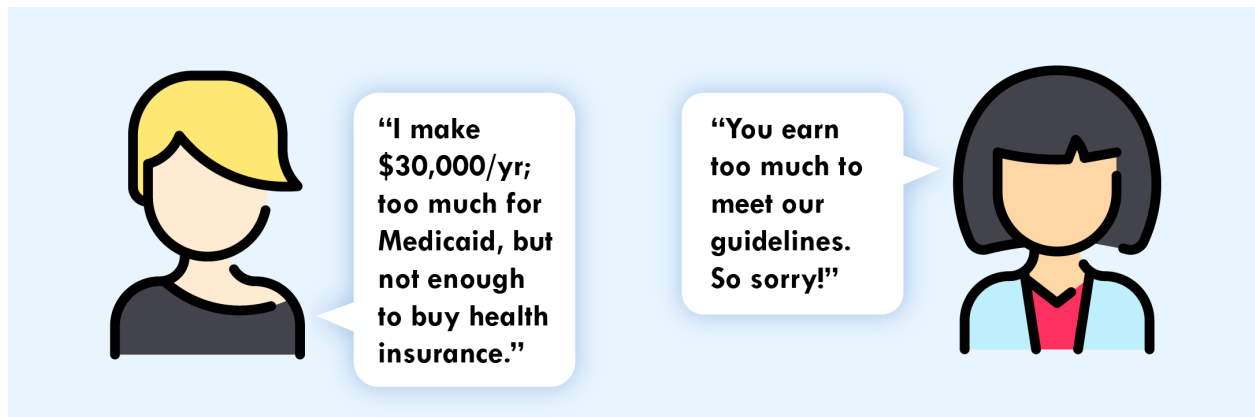 “I make
$30,000/yr;
too much for
Medicaid, but
not enough
to buy health
insurance.”
“You earn
too much to
meet our
guidelines.
So sorry!”